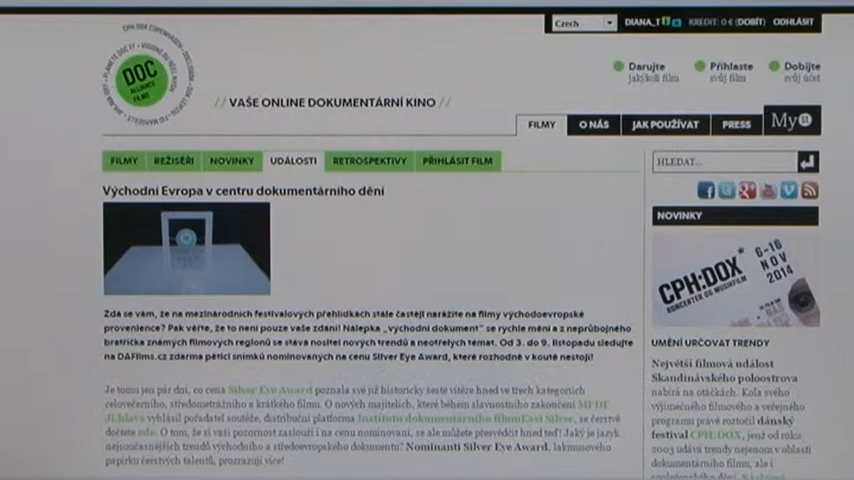 Czech
DIANA_T
KREDIT: 0 € (DOBÍT)
ODHLÁSIT
DOC
ALLIANCE
FILMS
Darujte
jakýkoli film
Přihlaste
svůj film
Dobijte
svůj účet
// VAŠE ONLINE DOKUMENTÁRNÍ KINO //
FILMY
O NÁS
JAK POUŽÍVAT
PRESS
My
FILMY
REŽISÉŘI
NOVINKY
UDÁLOSTI
RETROSPEKTIVY
PŘIHLÁSIT FILM
HLEDAT...
Východní Evropa v centru dokumentárního dění
Zdá se vám, že na mezinárodních festivalových přehlídkách stále častěji narážíte na filmy východoevropské
provenience? Pak věřte, že to není pouze vaše zdání! Nálepka „východní dokument“ se rychle mění a z neprůbojného
bratříčka známých filmových regionů se stává nositel nových trendů a neotřelých témat. Od 3. do 9. listopadu sledujte
na DAFilms.cz zdarma pětici snímků nominovaných na cenu Silver Eye Award, které rozhodně v koutě nestojí!
Je tomu jen pár dní, co cena Silver Eye Award poznala své již historicky šesté vítěze hned ve třech kategoriích
celovečerního, středometrážního a krátkého filmu. O nových majitelích, které během slavnostního zakončení MFDF
Ji.hlava vyhlásil pořadatel soutěže, distribuční platforma Institutu dokumentárního filmu East Silver, se čerstvě
dočtete zde. O tom, že si vaši pozornost zaslouží i na cenu nominovaní, se ale můžete přesvědčit hned teď! Jaký je jazyk
nejsoučasnějších trendů východního a středoevropského dokumentu? Nominanti Silver Eye Award, lakmusového
papírku čerstvých talentů, prozrazují více!
NOVINKY
CPH:DOX*
KONCERTER OG MUSIKFILM
6-16
NOV
2014
UMĚNÍ URČOVAT TRENDY
Největší filmová událost
Skandinávského poloostrova
nabírá na otáčkách. Kola svého
výjimečného filmového a veřejného
programu právě roztočil dánský
festival CPH:DOX, jenž od roku
2003 udává trendy nejenom v oblasti
dokumentárního filmu, ale i